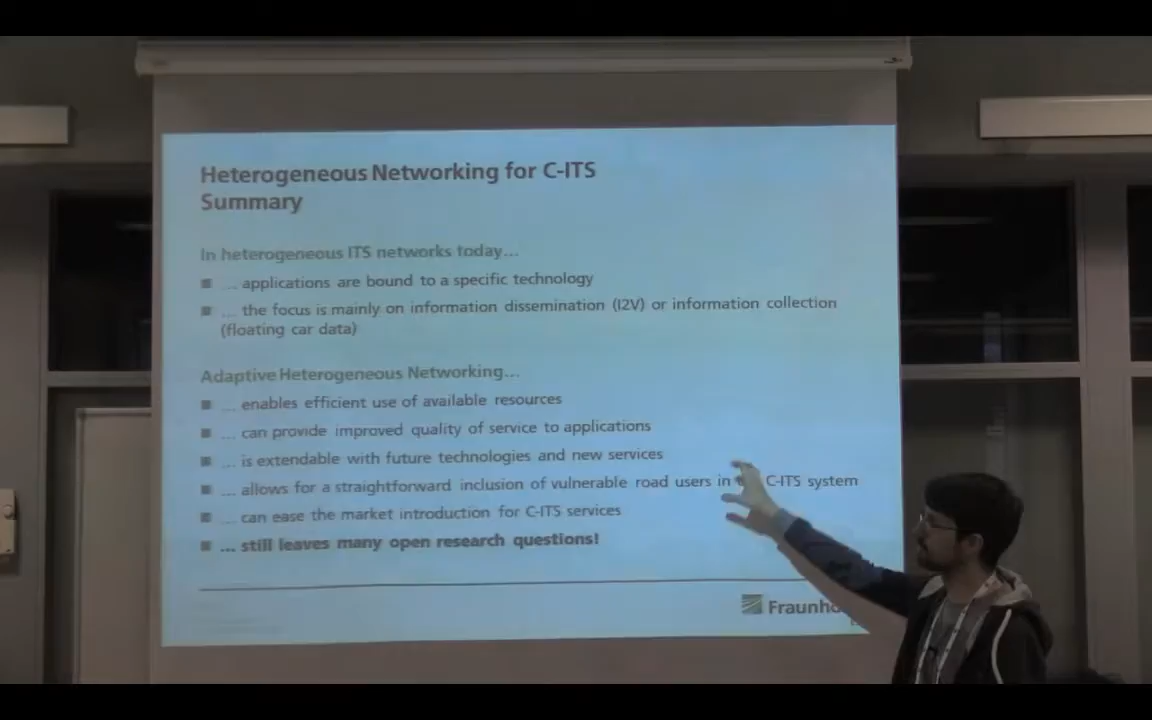 Heterogeneous Networking for C-ITS
Summary
In heterogeneous ITS networks today...
... applications are bound to a specific technology
... the focus is mainly on information dissemination (I2V) or information collection
(floating car data)
Adaptive Heterogeneous Networking...
... enables efficient use of available resources
... can provide improved quality of service to applications
... is extendable with future technologies and new services
... allows for a straightforward inclusion of vulnerable road users in C-ITS system
... can ease the market introduction for C-ITS services
... still leaves many open research questions!